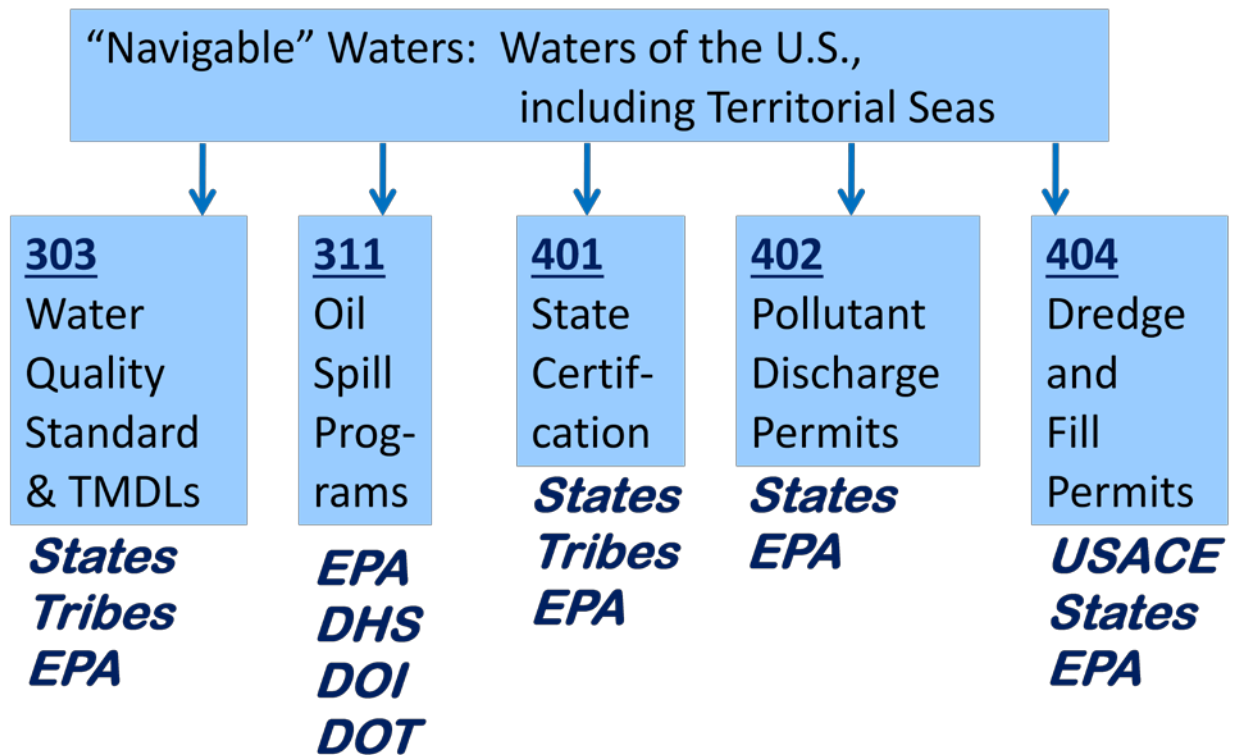 “Navigable” Waters: Waters of the U.S.,
including Territorial Seas
303
Water
Quality
Standard
& TMDLs
States
Tribes
EPA
311
Oil
Spill
Prog-
rams
EPA
DHS
DOI
DOT
401
State
Certif-
cation
States
Tribes
EPA
402
Pollutant
Discharge
Permits
States
EPA
404
Dredge
and
Fill
Permits
USACE
States
EPA